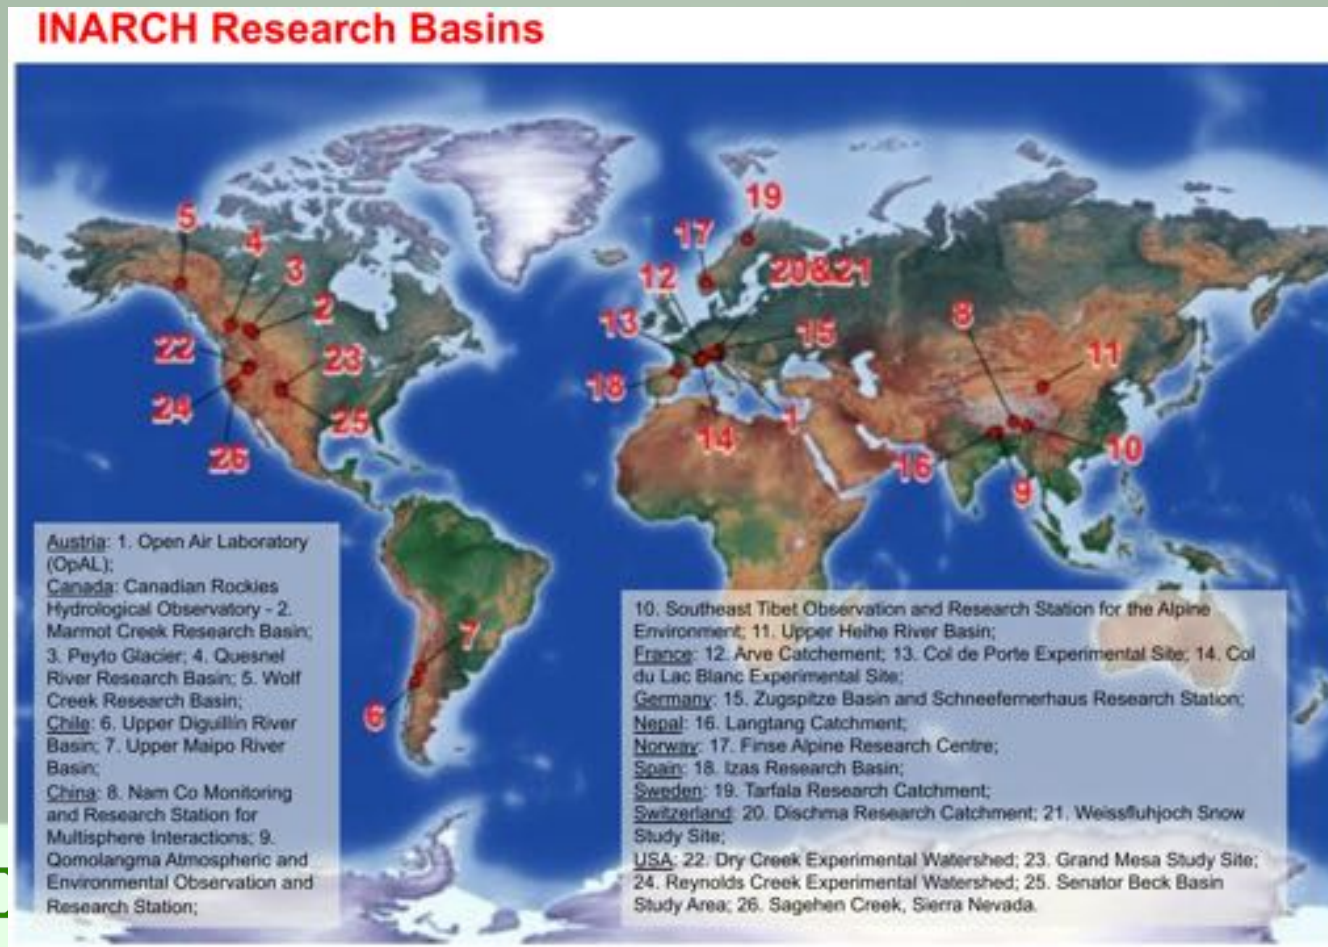 INARCH Research Basins
19
5
17
4
3
12
20&21
2
8
13
15
22
23
11
18
24
25
1
14
26
16
10
9
7
6
Austria: 1. Open Air Laboratory
(OpAL);
Canada: Canadian Rockies
Hydrological Observatory - 2.
Marmot Creek Research Basin;
3. Peyto Glacier; 4. Quesnel
River Research Basin; 5. Wolf
Creek Research Basin;
Chile: 6. Upper Diguillín River
Basin; 7. Upper Maipo River
Basin;
China: 8. Nam Co Monitoring
and Research Station for
Multisphere Interactions; 9.
Qomolangma Atmospheric and
Environmental Observation and
Research Station;
10. Southeast Tibet Observation and Research Station for the Alpine
Environment; 11. Upper Heihe River Basin;
France: 12. Arve Catchement; 13. Col de Porte Experimental Site; 14. Col
du Lac Blanc Experimental Site;
Germany: 15. Zugspitze Basin and Schneefernerhaus Research Station;
Nepal: 16. Langtang Catchment;
Norway: 17. Finse Alpine Research Centre;
Spain: 18. Izas Research Basin;
Sweden: 19. Tarfala Research Catchment;
Switzerland: 20. Dischma Research Catchment; 21. Weissfluhjoch Snow
Study Site;
USA: 22. Dry Creek Experimental Watershed; 23. Grand Mesa Study Site;
24. Reynolds Creek Experimental Watershed; 25. Senator Beck Basin
Study Area; 26. Sagehen Creek, Sierra Nevada.